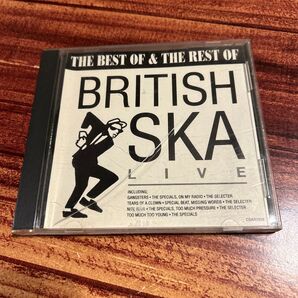 THE BEST OF & THE REST OF
BRITISH
SKA
LIVE
INCLUDING:
GANGSTERS • THE SPECIALS, ON MY RADIO • THE SELECTER
TEARS OF A CLOWN • SPECIAL BEAT, MISSING WORDS • THE SELECTER
THE SPECIALS, TOO MUCH PRESSURE • THE SELECTER
TOO MUCH TOO YOUNG • THE SPECIALS